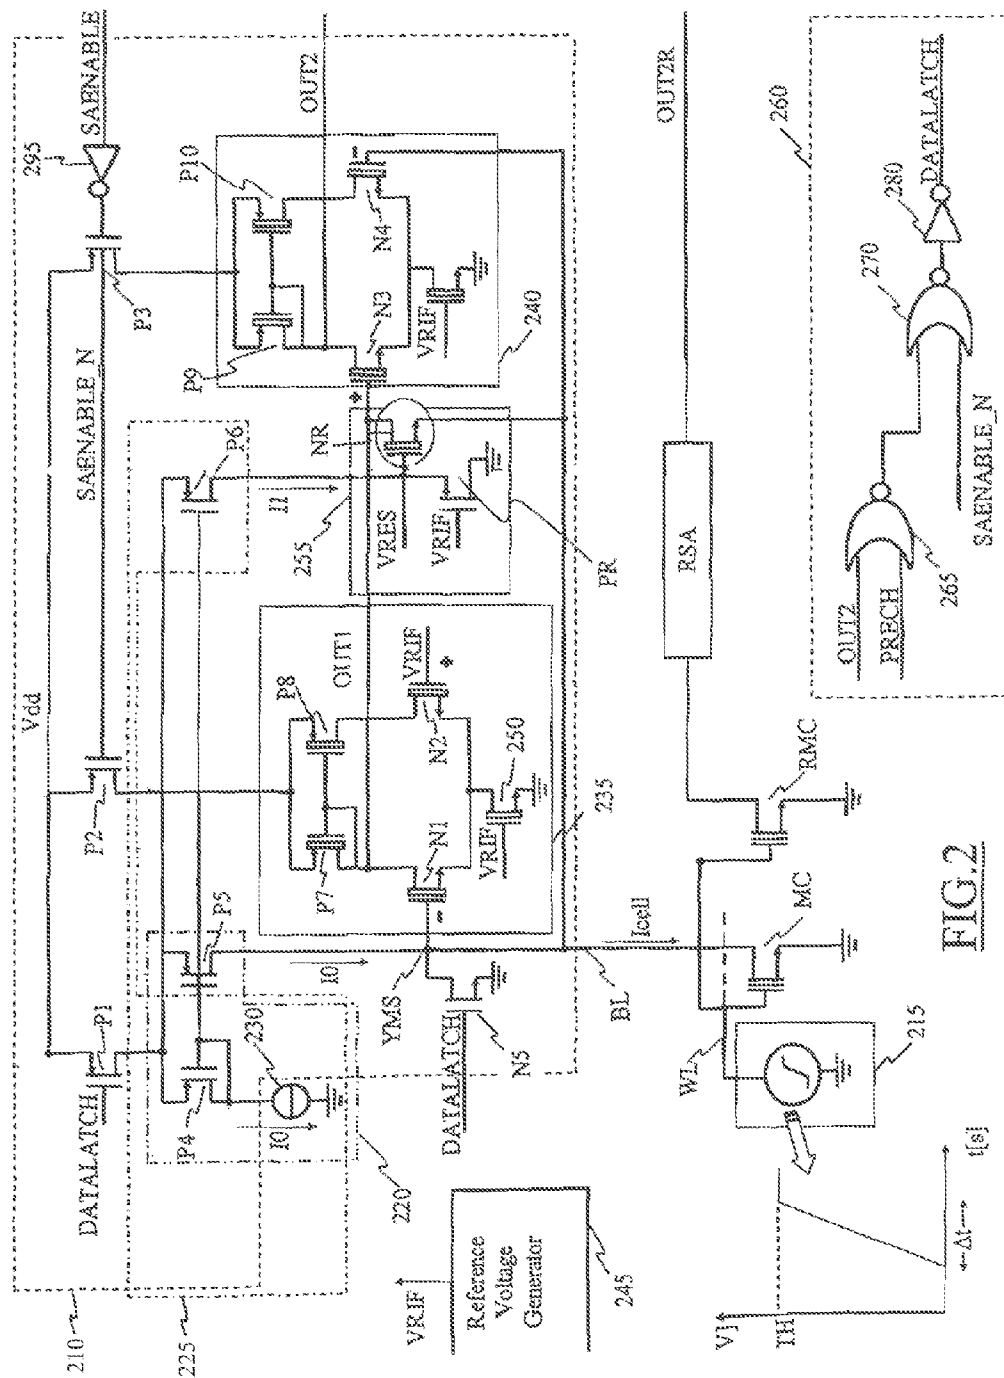 210
225
DATALATCH
P1
Vdd
P2
SAENABLE_N
P3
295
SAENABLE
P4
I0
230
220
P5
I0
P6
I1
255
P7
P8
OUT1
N1
N2
VRIF
+
-
VRIF
250
235
NR
VRES
VRIF
PR
P9
P10
OUT2
N3
N4
+
-
VRIF
240
YMS
DATALATCH
N5
VRIF
Reference
Voltage
Generator
245
BL
Icell
WL
MC
RMC
215
RSA
OUT2R
V]
TH
Δt
t[s]
FIG.2
OUT2
PRECH
265
SAENABLE_N
270
280
DATALATCH
260